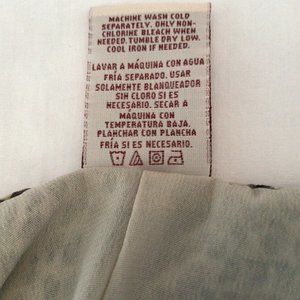 MACHINE WASH COLD
SEPARATELY. ONLY NON-
CHLORINE BLEACH WHEN
NEEDED. TUMBLE DRY LOW.
COOL IRON IF NEEDED.
LAVAR A MÁQUINA CON AGUA
FRÍA SEPARADO. USAR
SOLAMENTE BLANQUEADOR
SIN CLORO SI ES
NECESARIO. SECAR A
MÁQUINA CON
TEMPERATURA BAJA.
PLANCHAR CON PLANCHA
FRÍA SI ES NECESARIO.